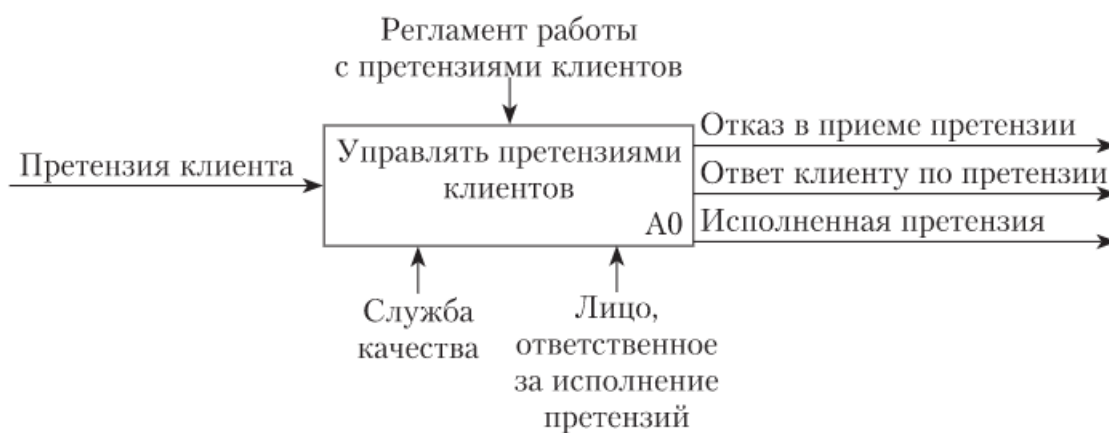 Регламент работы
с претензиями клиентов
Претензия клиента
Управлять претензиями
клиентов
А0
Отказ в приеме претензии
Ответ клиенту по претензии
Исполненная претензия
Служба
качества
Лицо,
ответственное
за исполнение
претензий